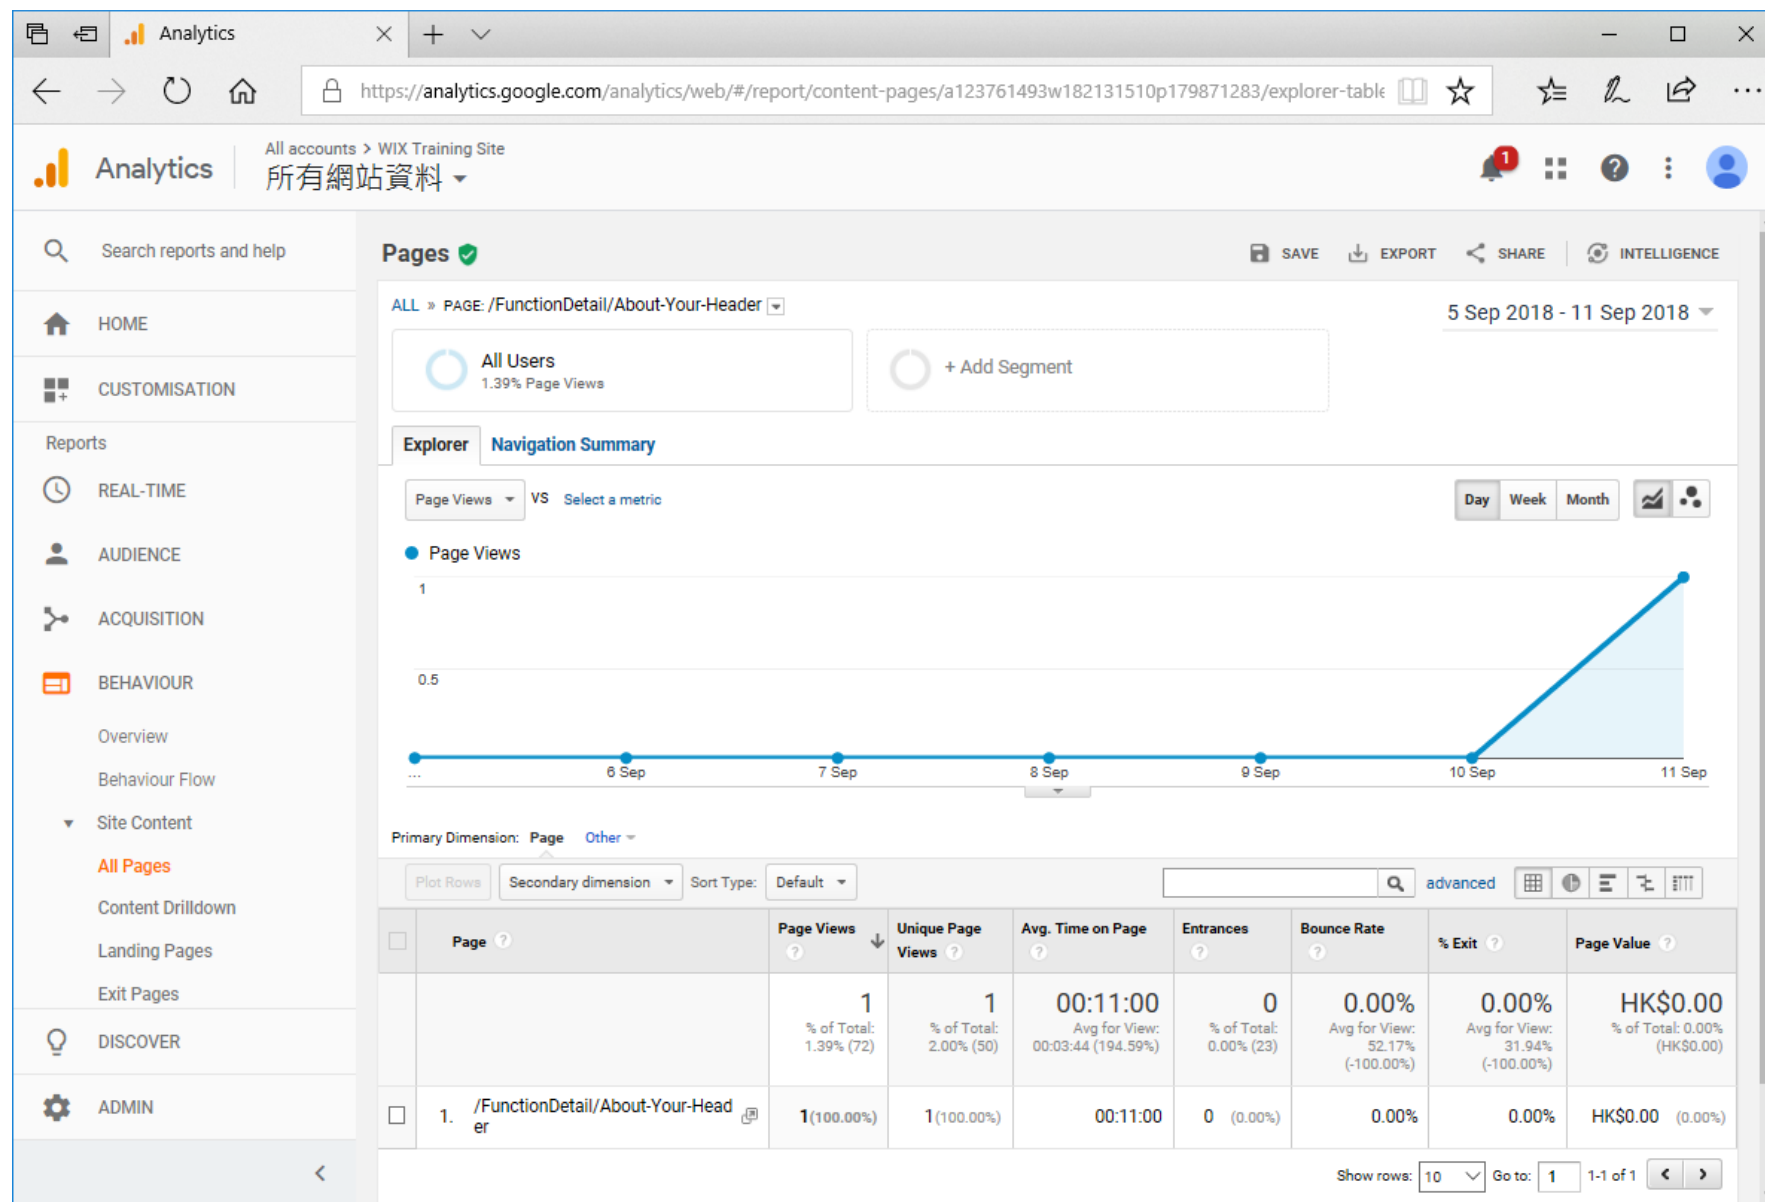 Analytics
https://analytics.google.com/analytics/web/#/report/content-pages/a123761493w182131510p179871283/explorer-table
Analytics
All accounts > WIX Training Site
所有網站資料
1
Search reports and help
HOME
CUSTOMISATION
Reports
REAL-TIME
AUDIENCE
ACQUISITION
BEHAVIOUR
Overview
Behaviour Flow
Site Content
All Pages
Content Drilldown
Landing Pages
Exit Pages
DISCOVER
ADMIN
Pages
SAVE EXPORT SHARE INTELLIGENCE
ALL » PAGE: /FunctionDetail/About-Your-Header
5 Sep 2018 - 11 Sep 2018
All Users
1.39% Page Views
+ Add Segment
Explorer Navigation Summary
Page Views VS Select a metric
Day Week Month
Page Views
1
0.5
... 6 Sep 7 Sep 8 Sep 9 Sep 10 Sep 11 Sep
Primary Dimension: Page Other
Plot Rows Secondary dimension Sort Type: Default advanced
Page ? Page Views ? Unique Page Views ? Avg. Time on Page ? Entrances ? Bounce Rate ? % Exit ? Page Value ?
1 1 00:11:00 0 0.00% 0.00% HK$0.00
% of Total: % of Total: Avg for View: % of Total: Avg for View: Avg for View: % of Total: 0.00%
1.39% (72) 2.00% (50) 00:03:44 (194.59%) 0.00% (23) 52.17% 31.94% (HK$0.00)
(-100.00%) (-100.00%)
1. /FunctionDetail/About-Your-Head
er
1(100.00%) 1(100.00%) 00:11:00 0 (0.00%) 0.00% 0.00% HK$0.00 (0.00%)
Show rows: 10 Go to: 1 1-1 of 1